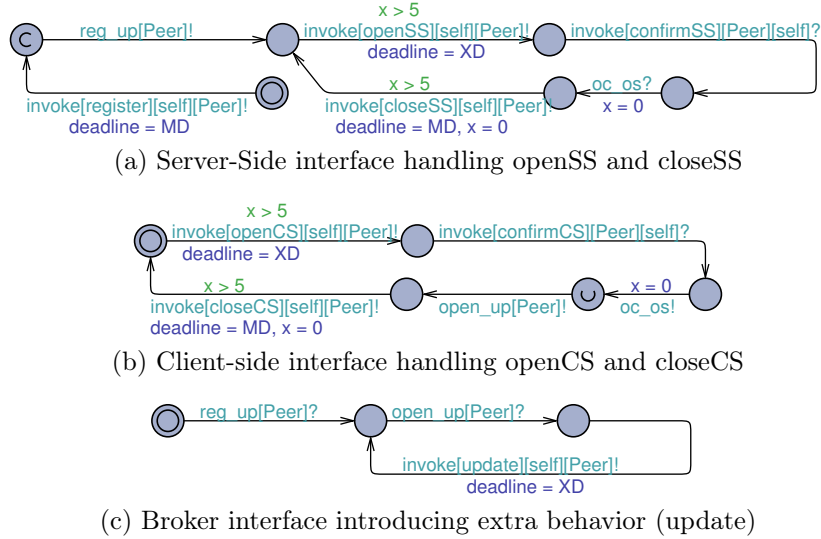 x > 5
reg_up[Peer]!
invoke[openSS][self][Peer]!
invoke[confirmSS][Peer][self]?
C
deadline = XD
x > 5
oc_os?
invoke[register][self][Peer]!
invoke[closeSS][self][Peer]!
x = 0
deadline = MD
deadline = MD, x = 0
(a) Server-Side interface handling openSS and closeSS
x > 5
invoke[openCS][self][Peer]!
invoke[confirmCS][Peer][self]?
deadline = XD
x > 5
x = 0
invoke[closeCS][self][Peer]!
open_up[Peer]!
oc_os!
deadline = MD, x = 0
(b) Client-side interface handling openCS and closeCS
reg_up[Peer]?
open_up[Peer]?
invoke[update][self][Peer]!
deadline = XD
(c) Broker interface introducing extra behavior (update)